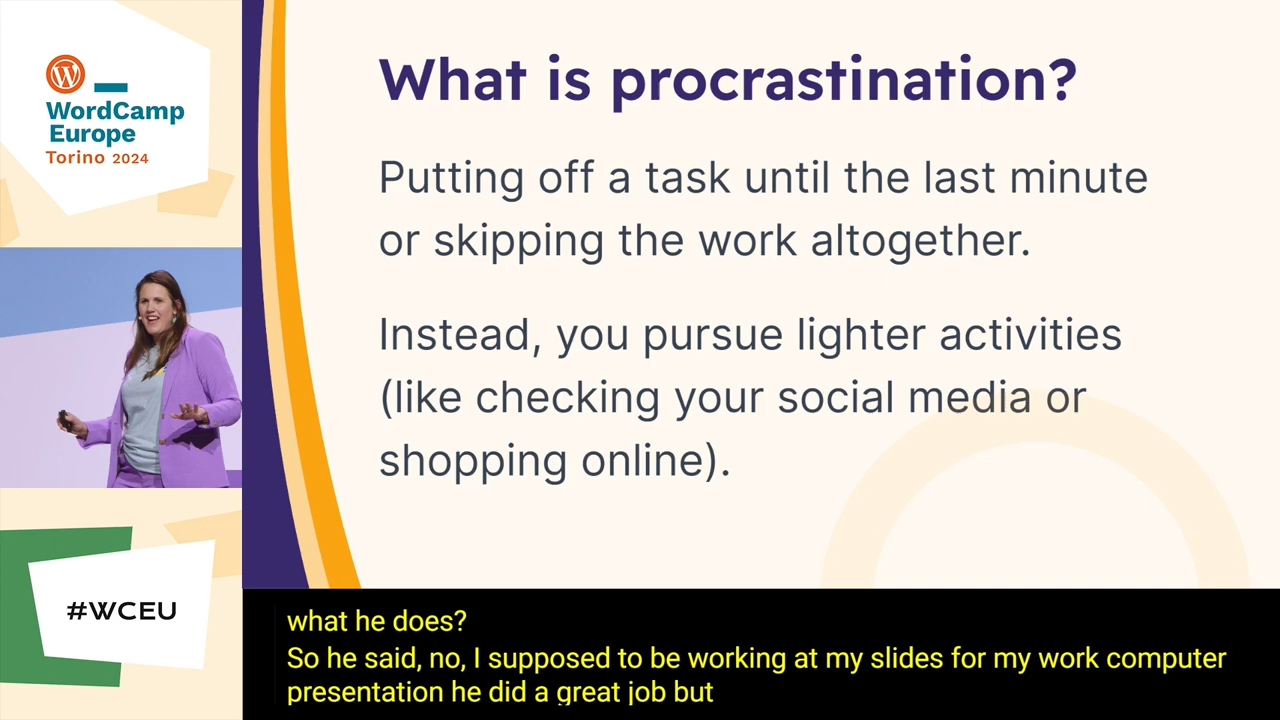 WordCamp
Europe
Torino 2024
#WCEU
What is procrastination?
Putting off a task until the last minute
or skipping the work altogether.
Instead, you pursue lighter activities
(like checking your social media or
shopping online).
what he does?
So he said, no, I supposed to be working at my slides for my work computer
presentation he did a great job but